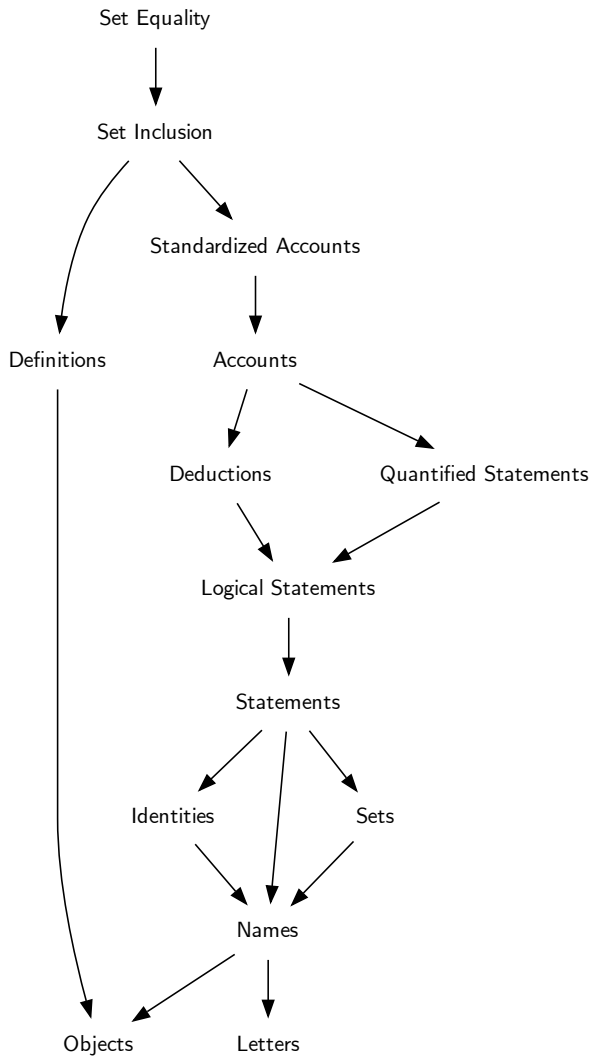 Set Equality
Set Inclusion
Standardized Accounts
Definitions
Accounts
Deductions
Quantified Statements
Logical Statements
Statements
Identities
Sets
Names
Objects
Letters